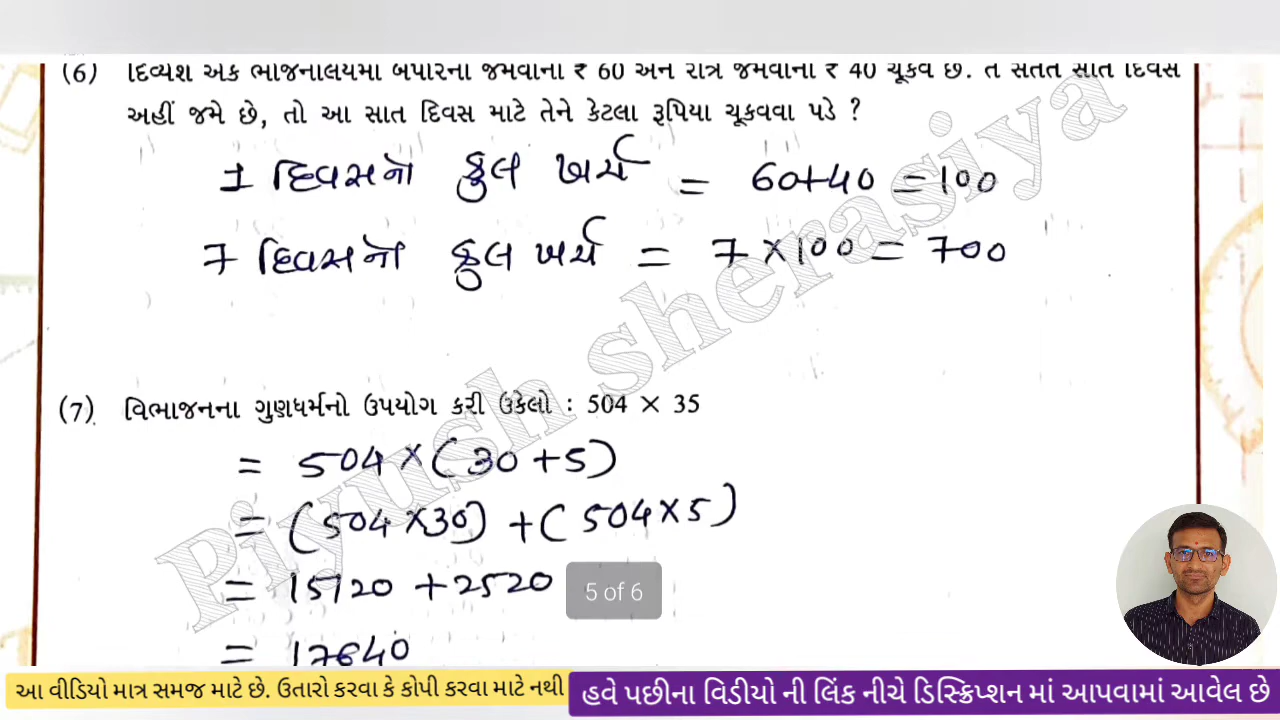 (6) દિવ્યેશ એક ભોજનાલયમાં બપોરના જમવાના ₹ 60 અને રાત્રે જમવાના ₹ 40 ચૂકવે છે. તે સતત સાત દિવસ
અહીં જમે છે, તો આ સાત દિવસ માટે તેને કેટલા રૂપિયા ચૂકવવા પડે ?
1 દિવસનો કુલ ખર્ચ = 60+40 = 100
7 દિવસનો કુલ ખર્ચ = 7 × 100 = 700
(7) વિભાજનના ગુણધર્મનો ઉપયોગ કરી ઉકેલો : 504 × 35
= 504 × (30 + 5)
= (504 × 30) + (504 × 5)
= 15120 + 2520
= 17640
Piyush sherasiya
5 of 6
આ વીડિયો માત્ર સમજ માટે છે. ઉતારો કરવા કે કોપી કરવા માટે નથી
હવે પછીના વિડીયો ની લિંક નીચે ડિસ્ક્રિપ્શન માં આપવામાં આવેલ છે